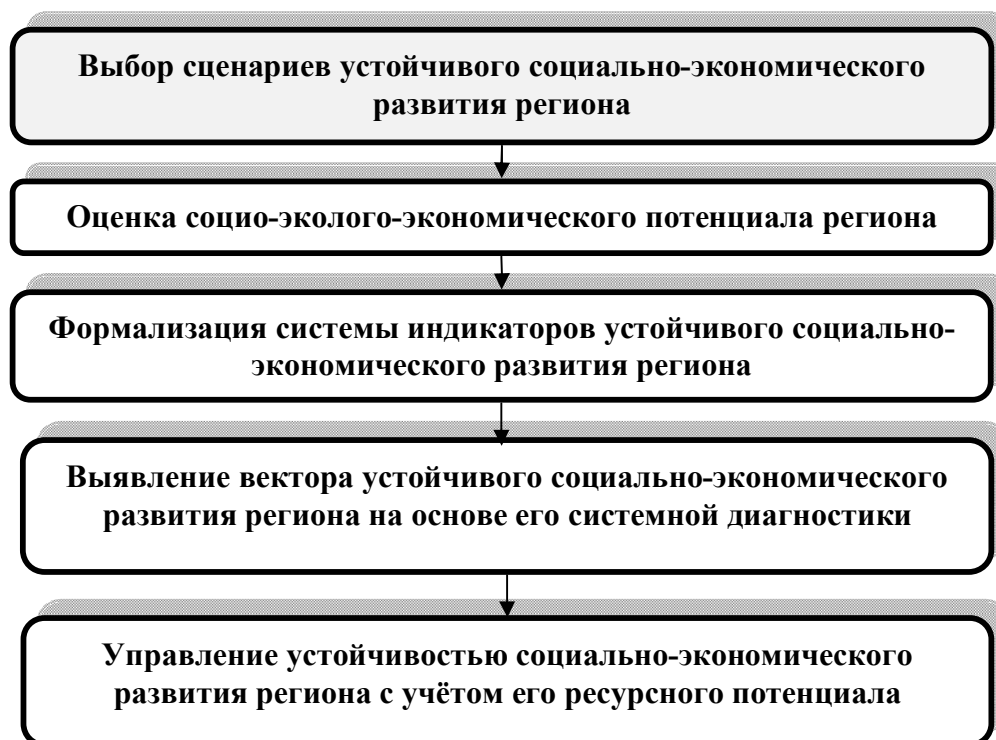 Выбор сценариев устойчивого социально-экономического
развития региона
Оценка социо-эколого-экономического потенциала региона
Формализация системы индикаторов устойчивого социально-
экономического развития региона
Выявление вектора устойчивого социально-экономического
развития региона на основе его системной диагностики
Управление устойчивостью социально-экономического
развития региона с учётом его ресурсного потенциала